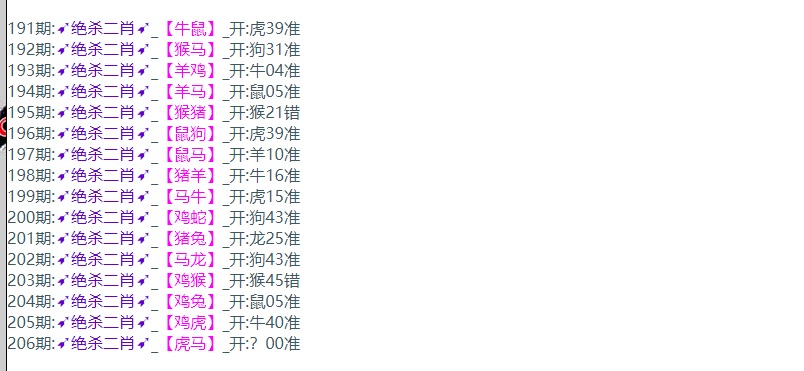 191期:➹绝杀二肖➹_【牛鼠】_开:虎39准
192期:➹绝杀二肖➹_【猴马】_开:狗31准
193期:➹绝杀二肖➹_【羊鸡】_开:牛04准
194期:➹绝杀二肖➹_【羊马】_开:鼠05准
195期:➹绝杀二肖➹_【猴猪】_开:猴21错
196期:➹绝杀二肖➹_【鼠狗】_开:虎39准
197期:➹绝杀二肖➹_【鼠马】_开:羊10准
198期:➹绝杀二肖➹_【猪羊】_开:牛16准
199期:➹绝杀二肖➹_【马牛】_开:虎15准
200期:➹绝杀二肖➹_【鸡蛇】_开:狗43准
201期:➹绝杀二肖➹_【猪兔】_开:龙25准
202期:➹绝杀二肖➹_【马龙】_开:狗43准
203期:➹绝杀二肖➹_【鸡猴】_开:猴45错
204期:➹绝杀二肖➹_【鸡兔】_开:鼠05准
205期:➹绝杀二肖➹_【鸡虎】_开:牛40准
206期:➹绝杀二肖➹_【虎马】_开:？00准